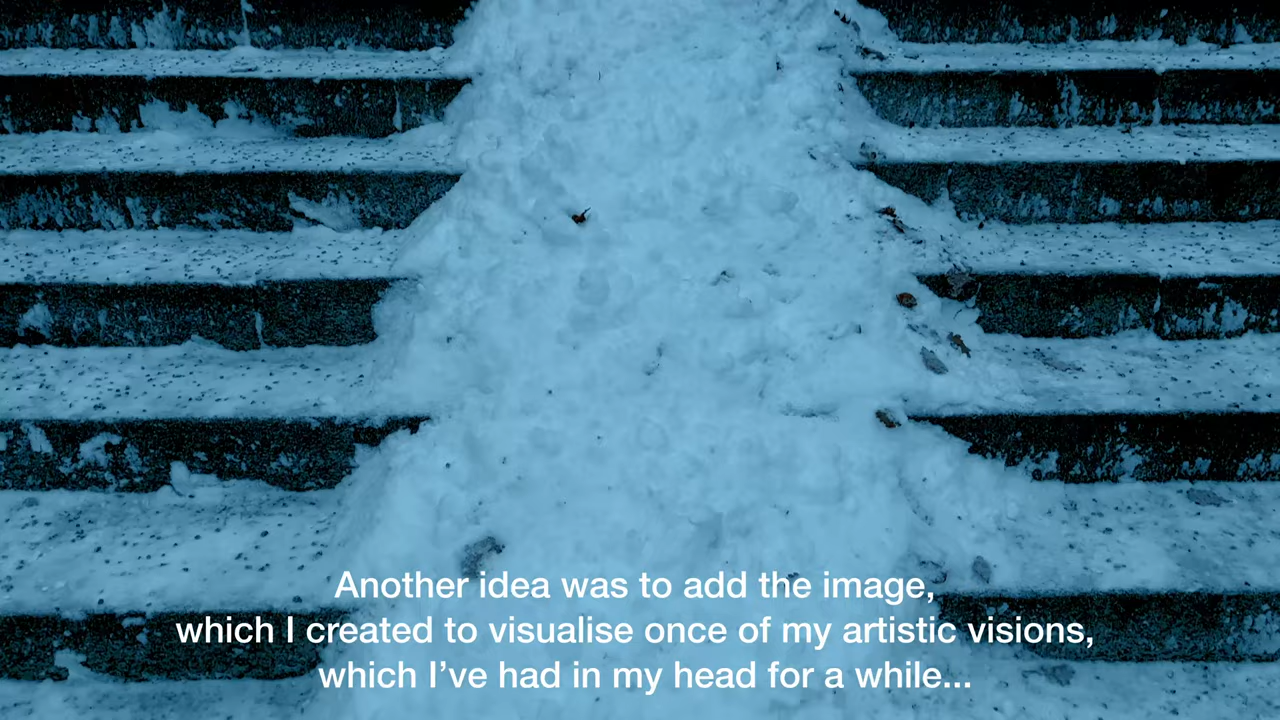 Another idea was to add the image,
which I created to visualise once of my artistic visions,
which I’ve had in my head for a while...